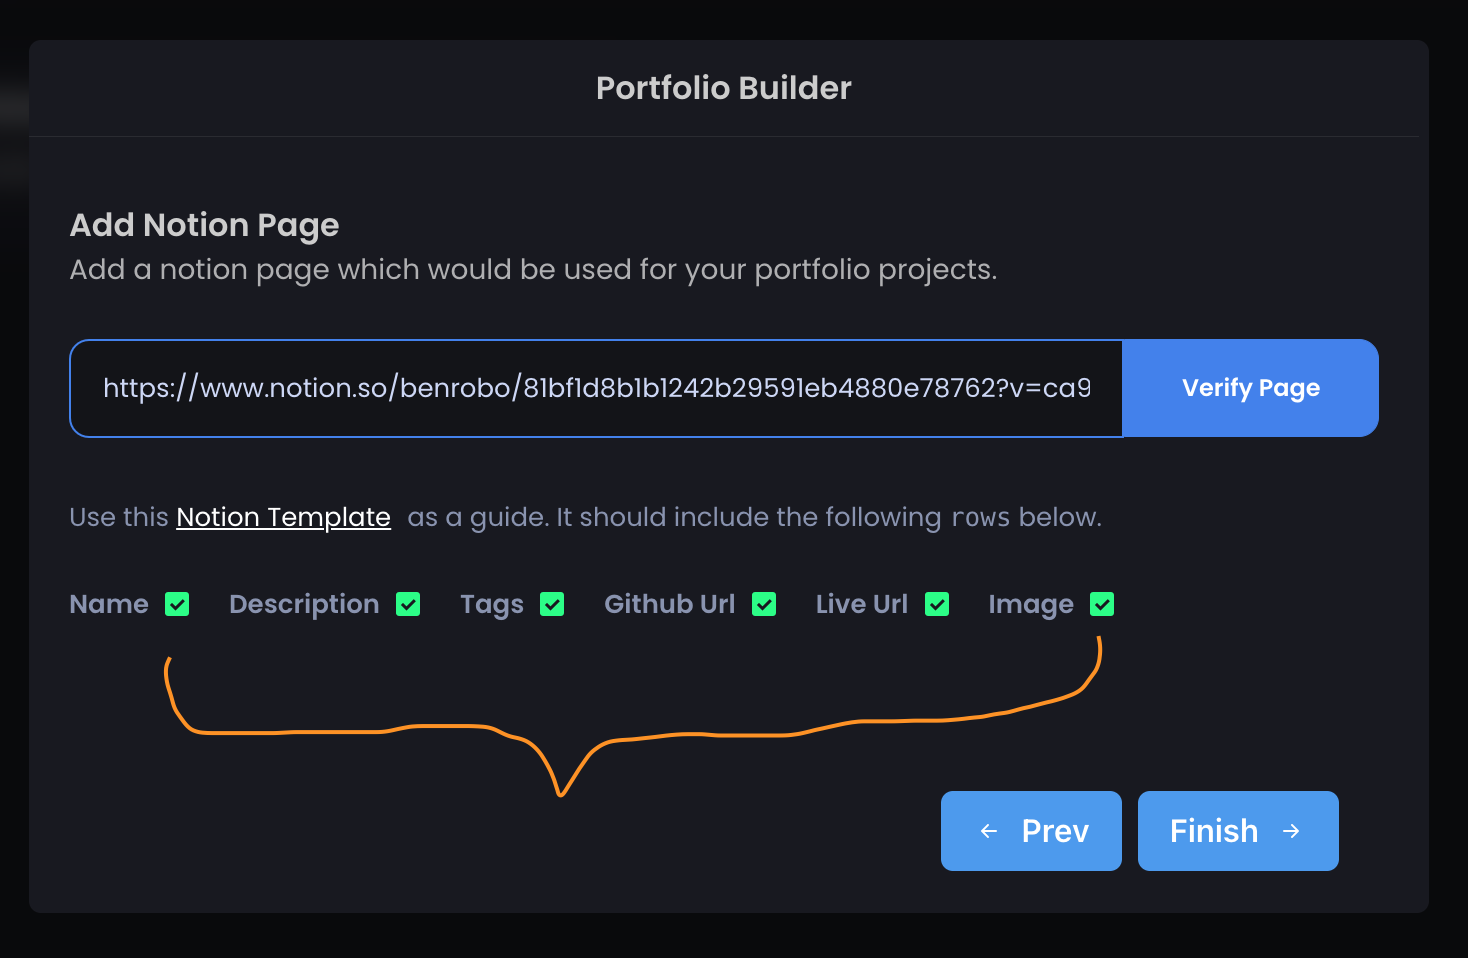 Portfolio Builder
Add Notion Page
Add a notion page which would be used for your portfolio projects.
https://www.notion.so/benrobo/81bf1d8b1b1242b29591eb4880e78762?v=ca9
Verify Page
Use this Notion Template as a guide. It should include the following rows below.
Name Description Tags Github Url Live Url Image
← Prev Finish →